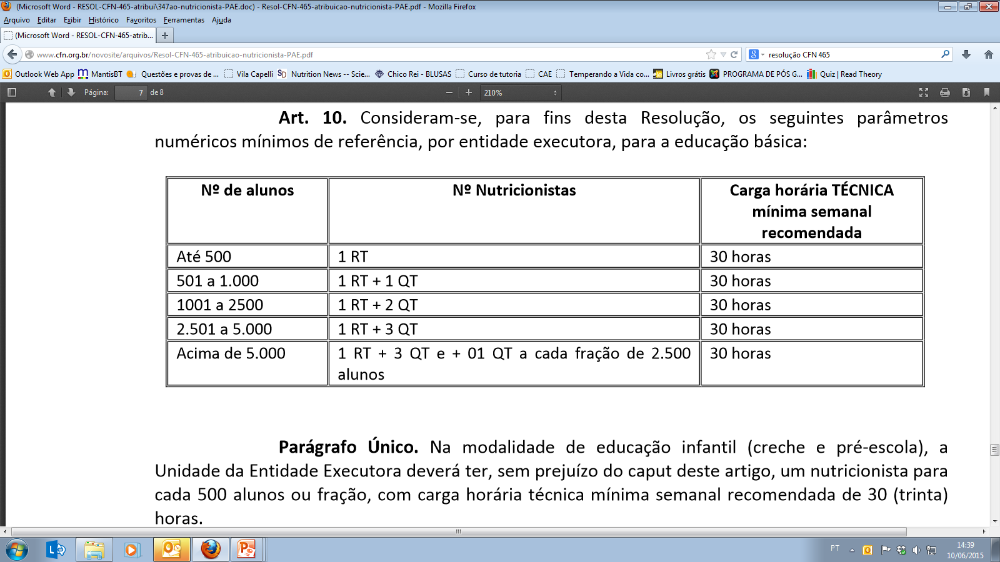 (Microsoft Word - RESOL-CFN-465-atribui\347ao-nutricionista-PAE.doc) - Resol-CFN-465-atribuicao-nutricionista-PAE.pdf - Mozilla Firefox
Arquivo Editar Exibir Histórico Favoritos Ferramentas Ajuda
(Microsoft Word - RESOL-CFN-465-atrib... +
www.cfn.org.br/novosite/arquivos/Resol-CFN-465-atribuicao-nutricionista-PAE.pdf resolução CFN 465
Outlook Web App MantisBT Questões e provas de ... Vila Capelli Nutrition News -- Scie... Chico Rei - BLUSAS Curso de tutoria CAE Temperando a Vida co... Livros grátis PROGRAMA DE PÓS G... Quiz | Read Theory
Página: 7 de 8 210%
Art. 10. Consideram-se, para fins desta Resolução, os seguintes parâmetros
numéricos mínimos de referência, por entidade executora, para a educação básica:
Nº de alunos Nº Nutricionistas Carga horária TÉCNICA
mínima semanal
recomendada
Até 500 1 RT 30 horas
501 a 1.000 1 RT + 1 QT 30 horas
1001 a 2500 1 RT + 2 QT 30 horas
2.501 a 5.000 1 RT + 3 QT 30 horas
Acima de 5.000 1 RT + 3 QT e + 01 QT a cada fração de 2.500 30 horas
alunos
Parágrafo Único. Na modalidade de educação infantil (creche e pré-escola), a
Unidade da Entidade Executora deverá ter, sem prejuízo do caput deste artigo, um nutricionista para
cada 500 alunos ou fração, com carga horária técnica mínima semanal recomendada de 30 (trinta)
horas.
PT 14:39
10/06/2015